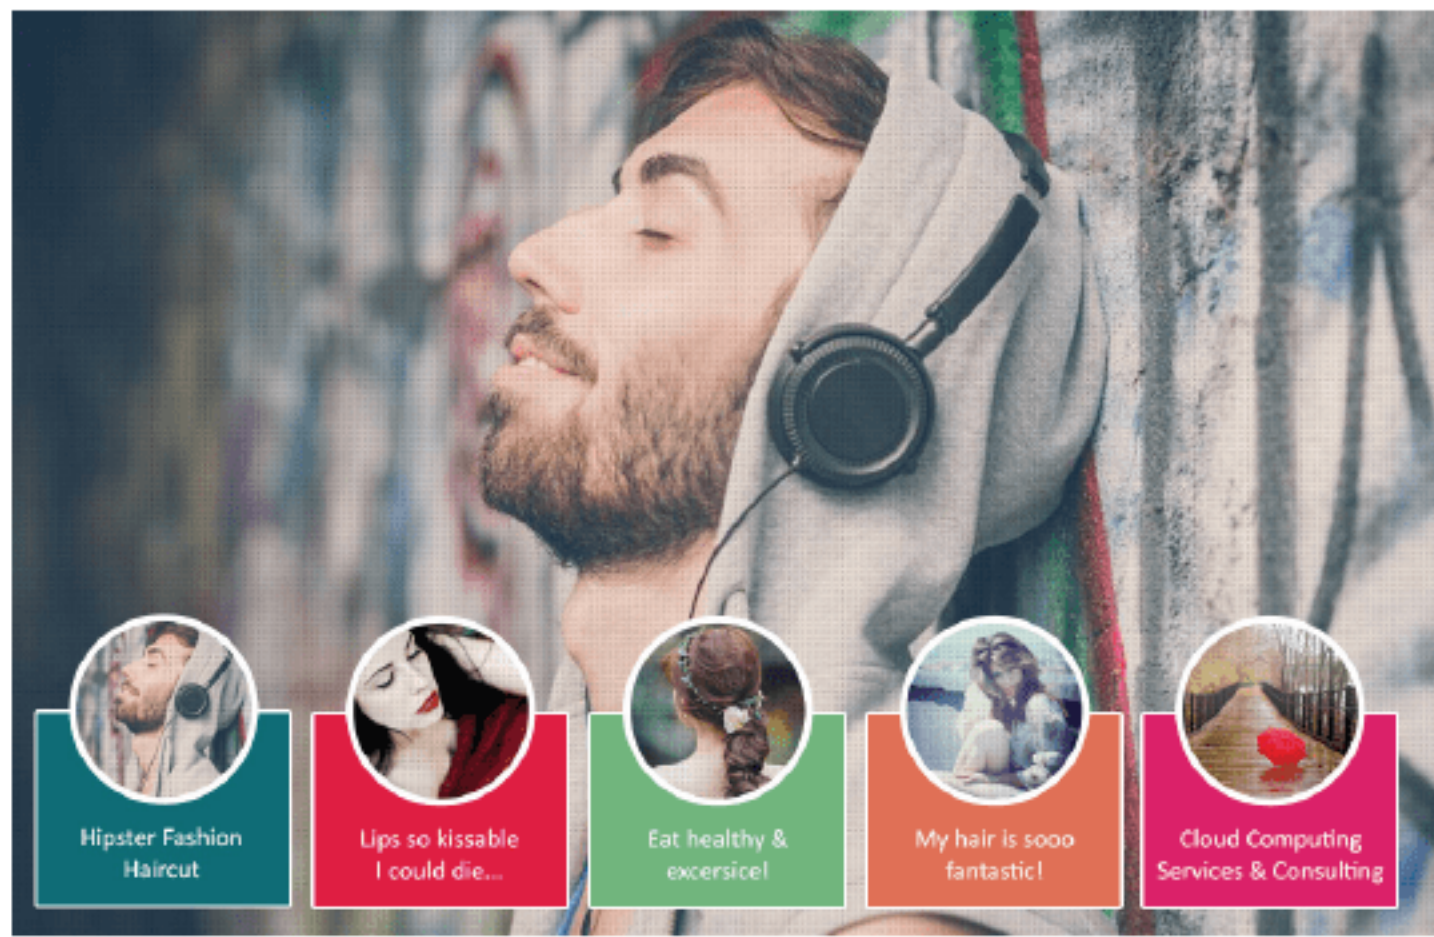 Hipster Fashion
Haircut
Lips so kissable
I could die...
Eat healthy &
excersice!
My hair is sooo
fantastic!
Cloud Computing
Services & Consulting